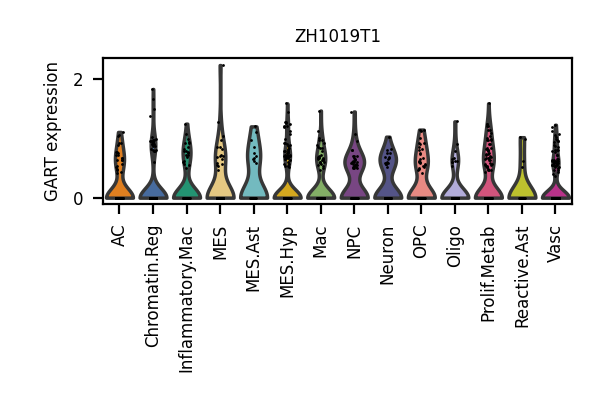 ZH1019T1
GART expression
2
0
AC
Chromatin.Reg
Inflammatory.Mac
MES
MES.Ast
MES.Hyp
Mac
NPC
Neuron
OPC
Oligo
Prolif.Metab
Reactive.Ast
Vasc